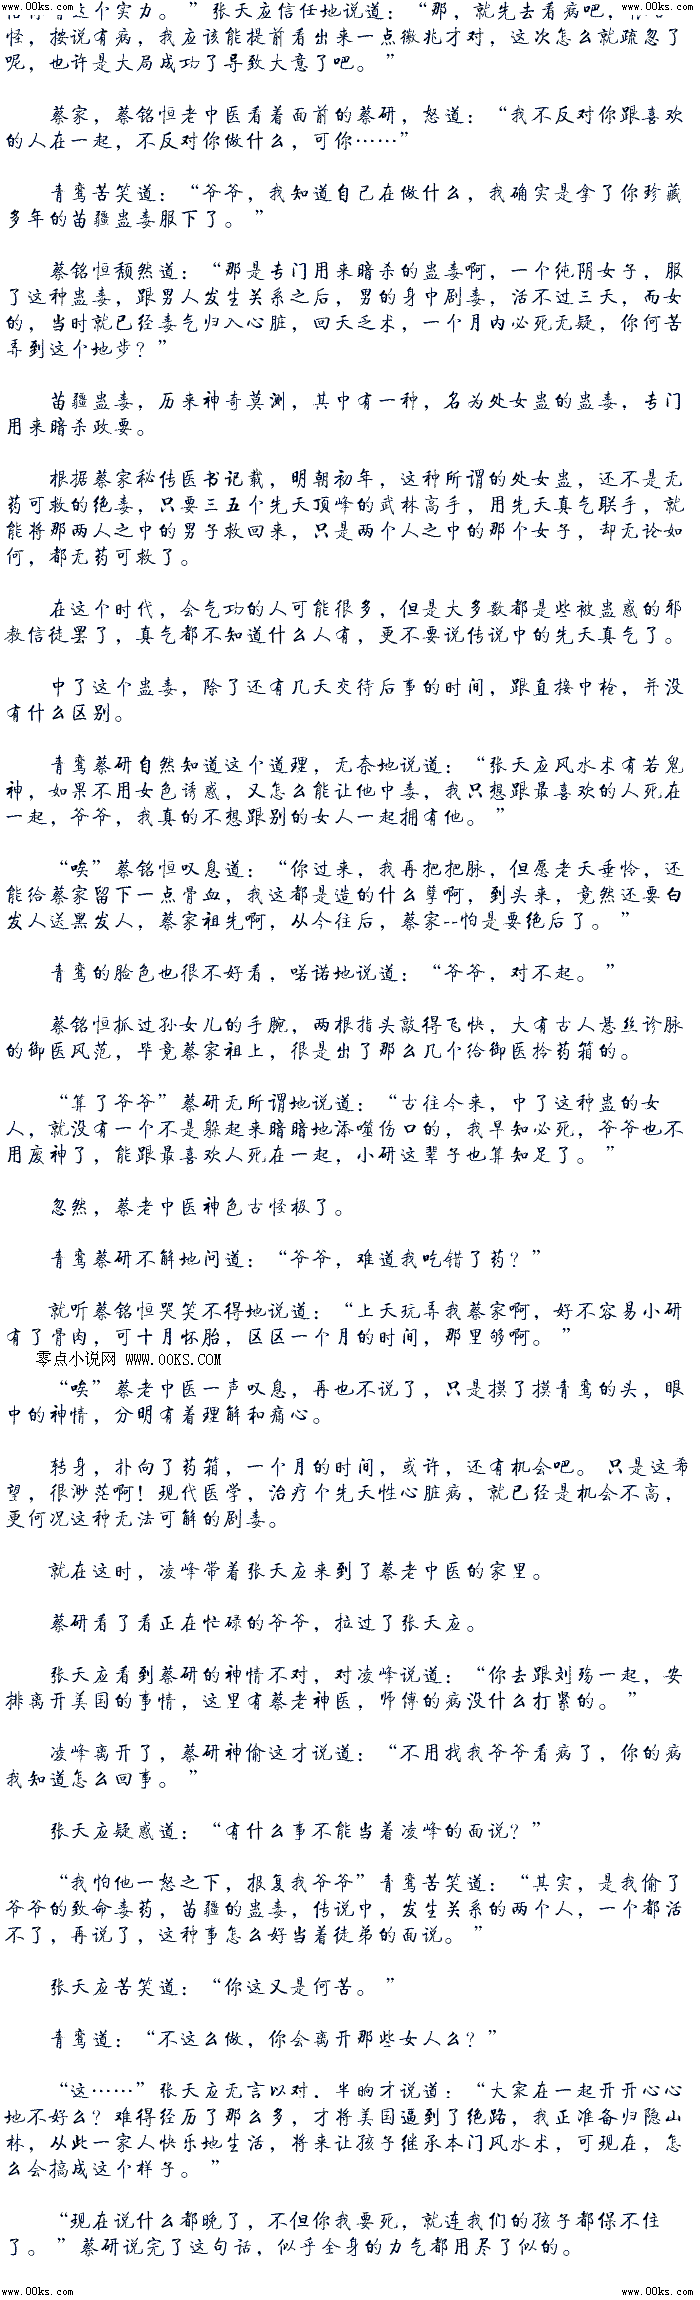 www.00ks.com www.00ks.com
个实力。”张天应信任地说道：“那，就先去看病吧，
怪，按说有病，我应该能提前看出来一点微兆才对，这次怎么就疏忽了
呢，也许是大局成功了导致大意了吧。”
蔡家，蔡铭恒老中医看着面前的蔡研，怒道：“我不反对你跟喜欢
的人在一起，不反对你做什么，可你……”
青鸾苦笑道：“爷爷，我知道自己在做什么，我确实是拿了你珍藏
多年的苗疆蛊毒服下了。”
蔡铭恒颓然道：“那是专门用来暗杀的蛊毒啊，一个纯阴女子，服
了这种蛊毒，跟男人发生关系之后，男的身中剧毒，活不过三天，而女
的，当时就已经毒气归入心脏，回天乏术，一个月内必死无疑，你何苦
弄到这个地步？”
苗疆蛊毒，历来神奇莫测，其中有一种，名为处女蛊的蛊毒，专门
用来暗杀政要。
根据蔡家秘传医书记载，明朝初年，这种所谓的处女蛊，还不是无
药可救的绝毒，只要三五个先天顶峰的武林高手，用先天真气联手，就
能将那两人之中的男子救回来，只是两个人之中的那个女子，却无论如
何，都无药可救了。
在这个时代，会气功的人可能很多，但是大多数都是些被蛊惑的邪
教信徒罢了，真气都不知道什么人有，更不要说传说中的先天真气了。
中了这个蛊毒，除了还有几天交待后事的时间，跟直接中枪，并没
有什么区别。
青鸾蔡研自然知道这个道理，无奈地说道：“张天应风水术有若鬼
神，如果不用女色诱惑，又怎么能让他中毒，我只想跟最喜欢的人死在
一起，爷爷，我真的不想跟别的女人一起拥有他。”
“唉”蔡铭恒叹息道：“你过来，我再把把脉，但愿老天垂怜，还
能给蔡家留下一点骨血，我这都是造的什么孽啊，到头来，竟然还要白
发人送黑发人，蔡家祖先啊，从今往后，蔡家--怕是要绝后了。”
青鸾的脸色也很不好看，喏诺地说道：“爷爷，对不起。”
蔡铭恒抓过孙女儿的手腕，两根指头敲得飞快，大有古人悬丝诊脉
的御医风范，毕竟蔡家祖上，很是出了那么几个给御医拎药箱的。
“算了爷爷”蔡研无所谓地说道：“古往今来，中了这种蛊的女
人，就没有一个不是躲起来暗暗地添噬伤口的，我早知必死，爷爷也不
用废神了，能跟最喜欢人死在一起，小研这辈子也算知足了。”
忽然，蔡老中医神色古怪极了。
青鸾蔡研不解地问道：“爷爷，难道我吃错了药？”
就听蔡铭恒哭笑不得地说道：“上天玩弄我蔡家啊，好不容易小研
有了骨肉，可十月怀胎，区区一个月的时间，那里够啊。”
零点小说网 www.00KS.COM
“唉”蔡老中医一声叹息，再也不说了，只是摸了摸青鸾的头，眼
中的神情，分明有着理解和痛心。
转身，扑向了药箱，一个月的时间，或许，还有机会吧。 只是这希
望，很渺茫啊！现代医学，治疗个先天性心脏病，就已经是机会不高，
更何况这种无法可解的剧毒。
就在这时，凌峰带着张天应来到了蔡老中医的家里。
蔡研看了看正在忙碌的爷爷，拉过了张天应。
张天应看到蔡研的神情不对，对凌峰说道：“你去跟刘殇一起，安
排离开美国的事情，这里有蔡老神医，师傅的病没什么打紧的。”
凌峰离开了，蔡研神偷这才说道：“不用找我爷爷看病了，你的病
我知道怎么回事。”
张天应疑惑道：“有什么事不能当着凌峰的面说？”
“我怕他一怒之下，报复我爷爷”青鸾苦笑道：“其实，是我偷了
爷爷的致命毒药，苗疆的蛊毒，传说中，发生关系的两个人，一个都活
不了，再说了，这种事怎么好当着徒弟的面说。”
张天应苦笑道：“你这又是何苦。”
青鸾道：“不这么做，你会离开那些女人么？”
“这……”张天应无言以对．半晌才说道：“大家在一起开开心心
地不好么？难得经历了那么多，才将美国逼到了绝路，我正准备归隐山
林，从此一家人快乐地生活，将来让孩子继承本门风水术，可现在，怎
么会搞成这个样子。”
“现在说什么都晚了，不但你我要死，就连我们的孩子都保不住
了。”蔡研说完了这句话，似乎全身的力气都用尽了似的。
www.00ks.com www.00ks.com